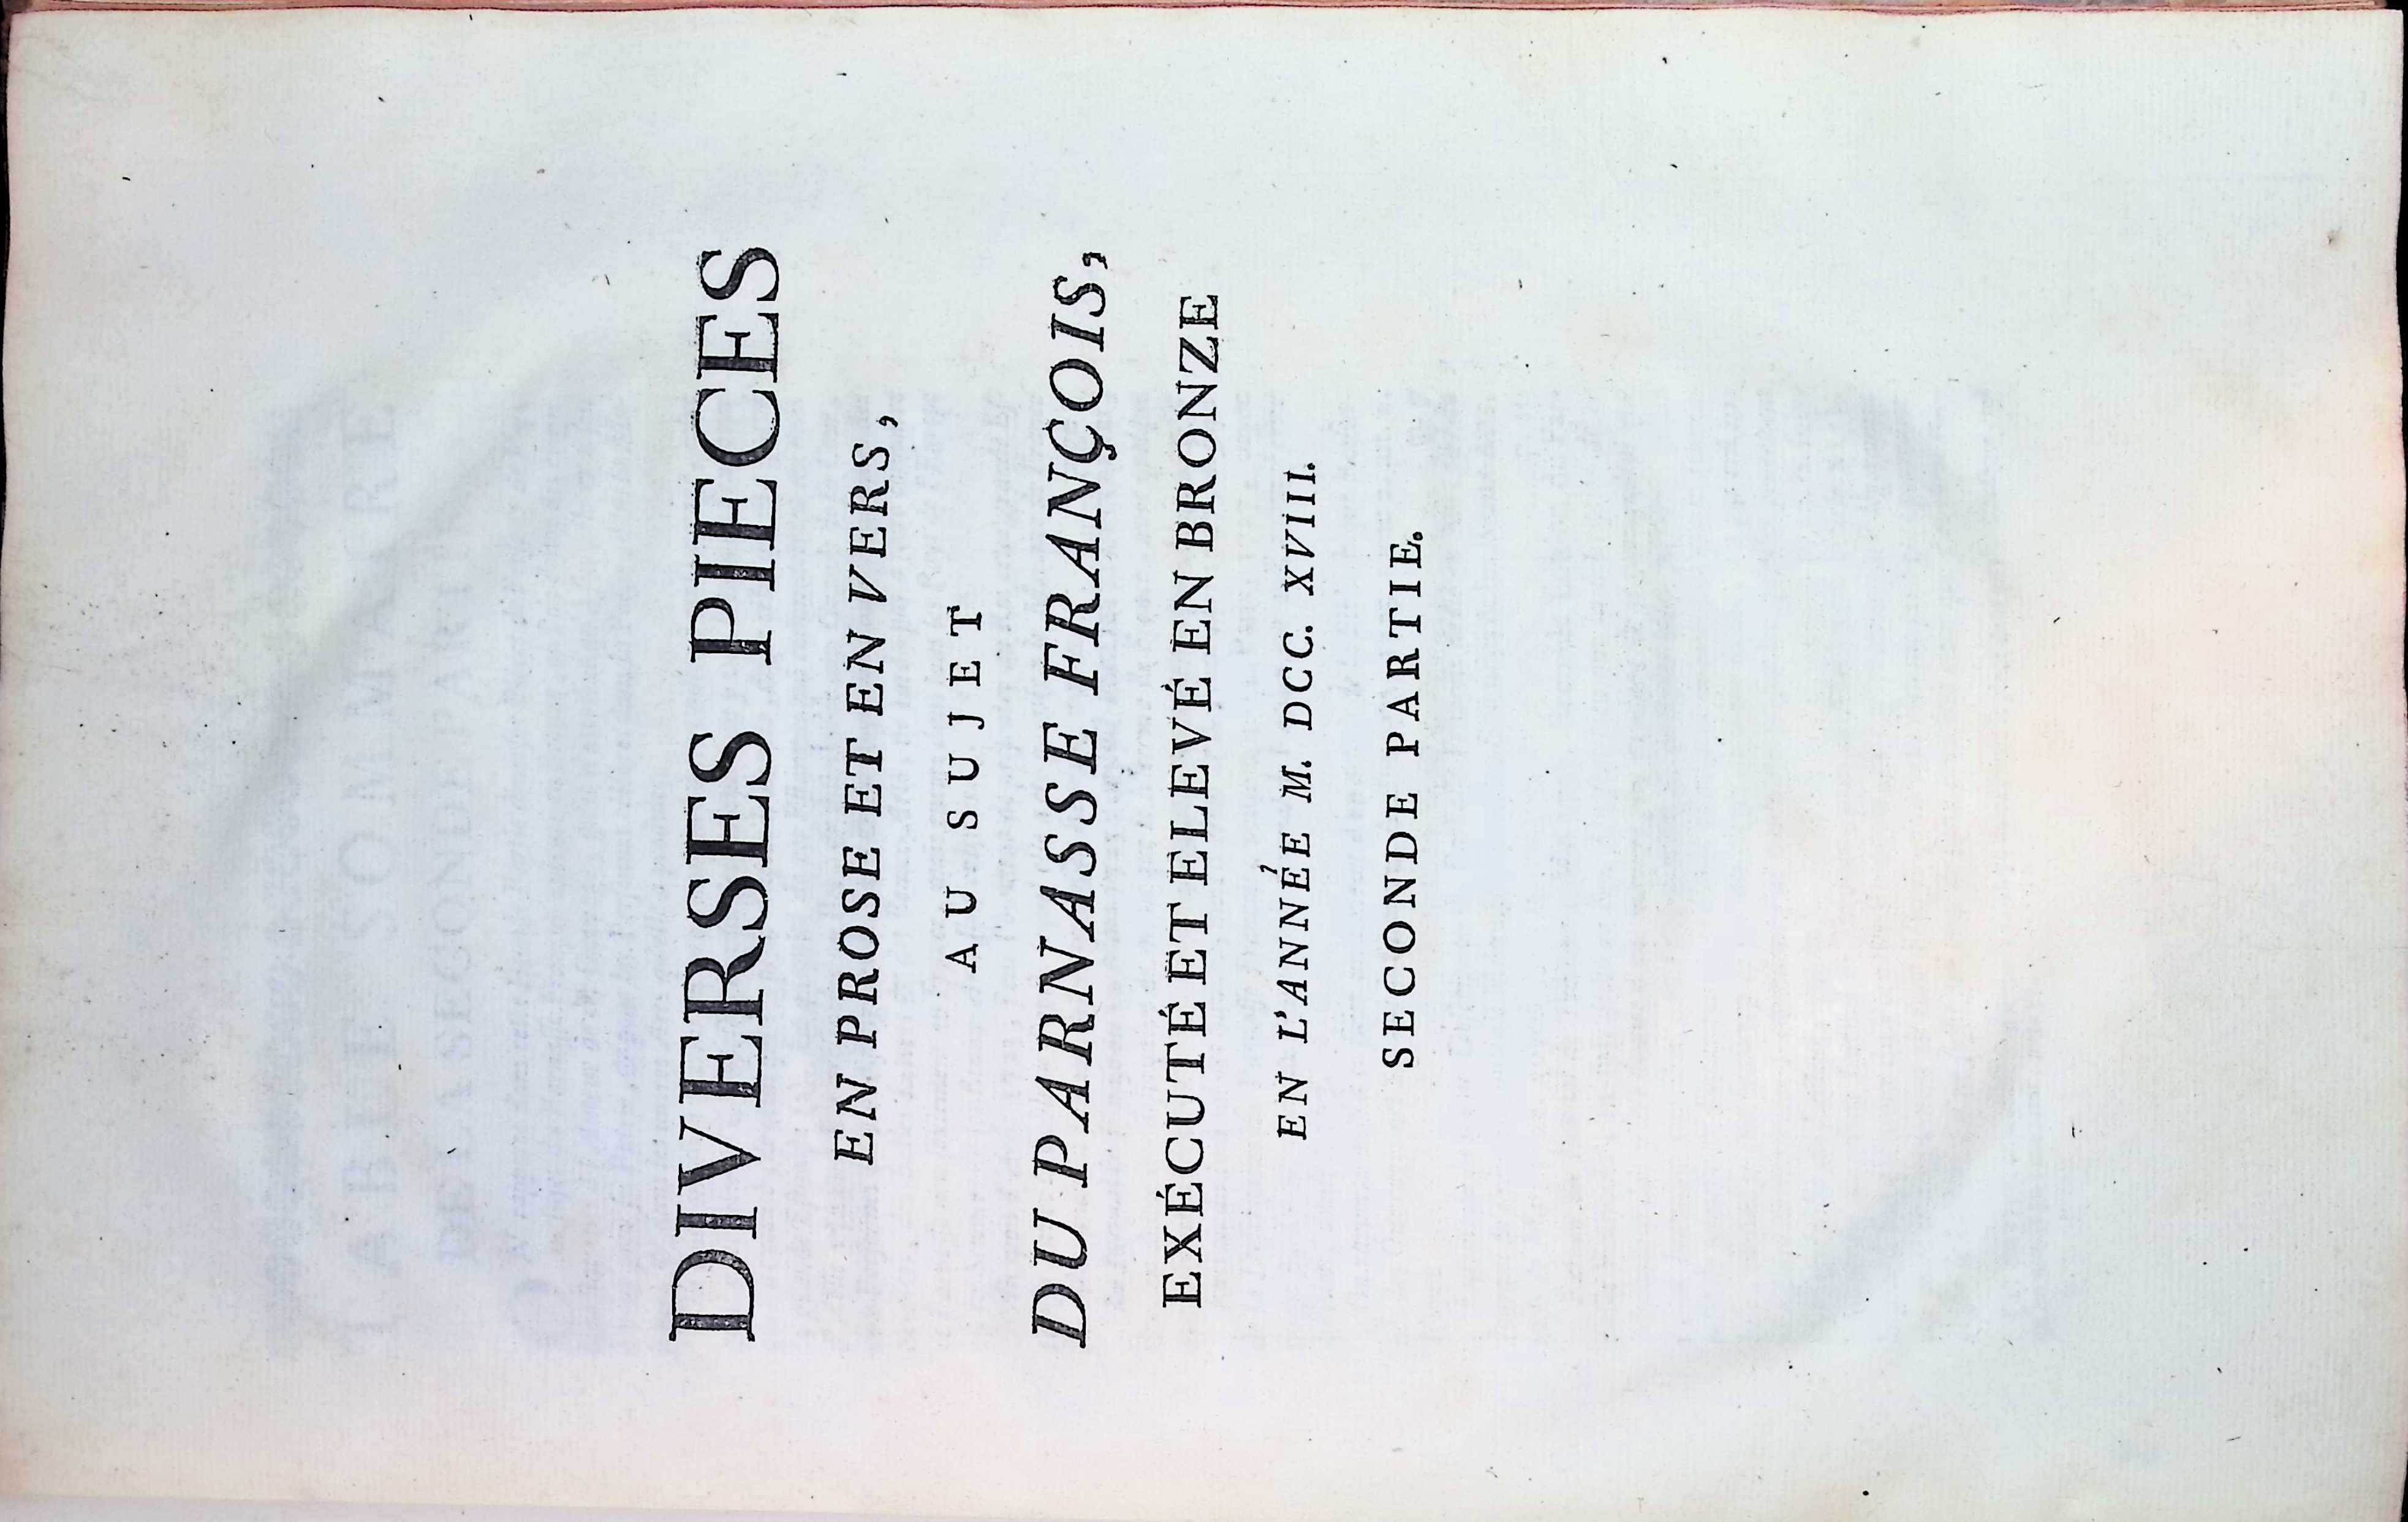 DIVERSES PIECES
EN PROSE ET EN VERS,
AU SUJET
DU PARNASSE FRANÇOIS,
EXÉCUTÉ ET ELEVÉ EN BRONZE
EN L'ANNÉE M. DCC. XVIII.
SECONDE PARTIE.